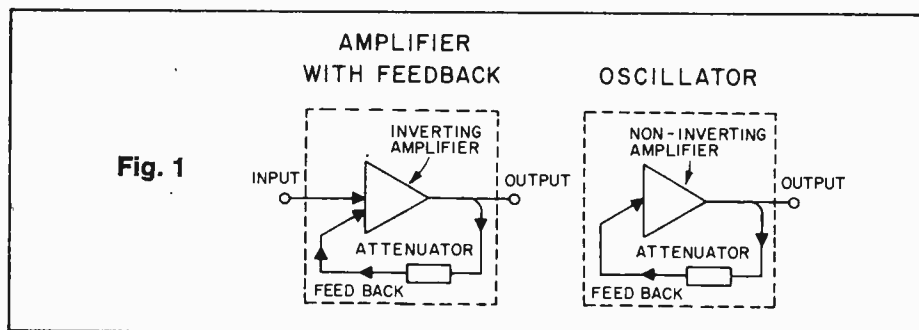 Fig. 1
AMPLIFIER
WITH FEEDBACK
INVERTING
AMPLIFIER
INPUT
OUTPUT
ATTENUATOR
FEED BACK
OSCILLATOR
NON-INVERTING
AMPLIFIER
OUTPUT
ATTENUATOR
FEED BACK